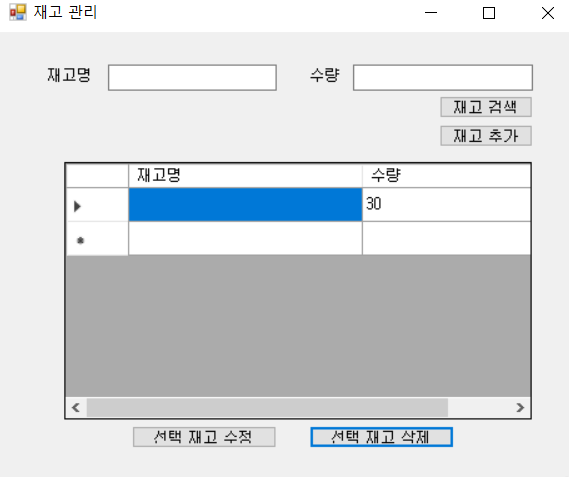 재고 관리
재고명 수량
재고 검색
재고 추가
재고명 수량
30
선택 재고 수정 선택 재고 삭제